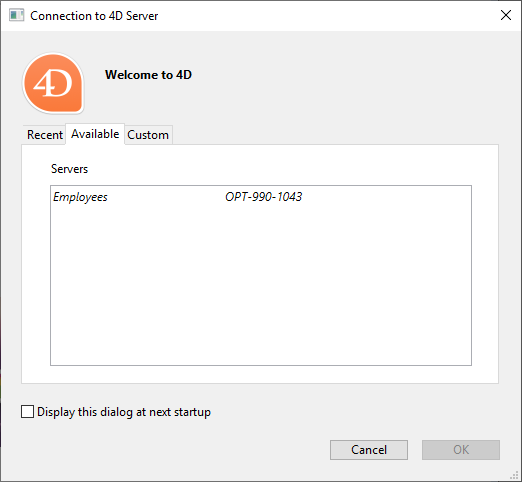 Connection to 4D Server
4D
Welcome to 4D
Recent Available Custom
Servers
Employees OPT-990-1043
Display this dialog at next startup
Cancel OK